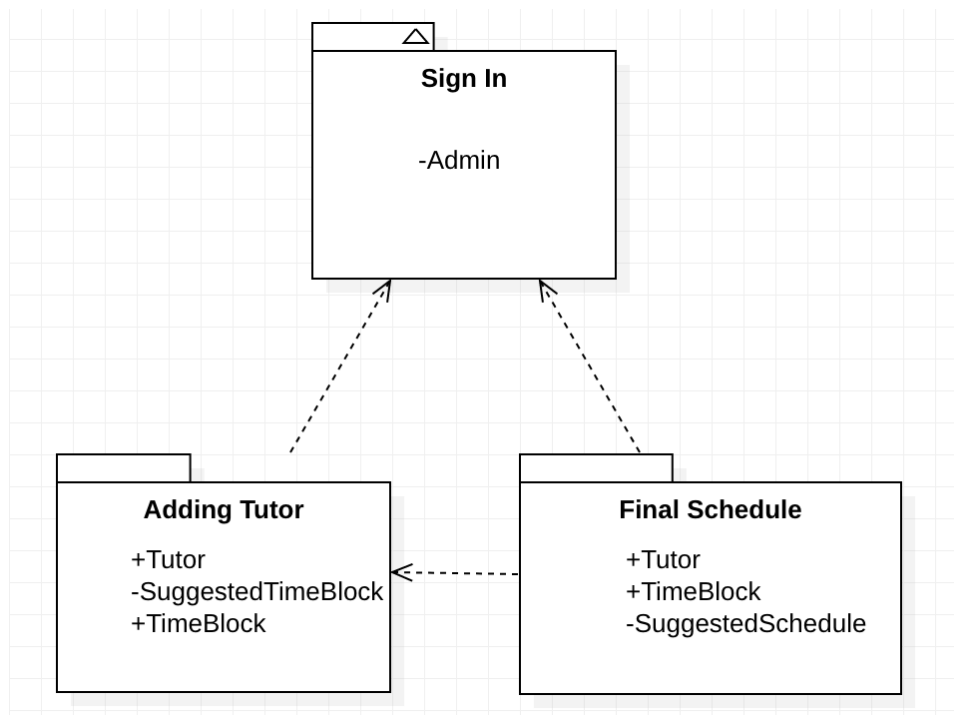 Sign In
-Admin
Adding Tutor
+Tutor
-SuggestedTimeBlock
+TimeBlock
Final Schedule
+Tutor
+TimeBlock
-SuggestedSchedule